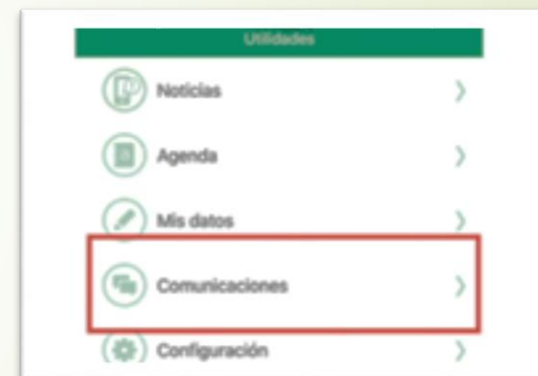 Utilidades
Noticias
Agenda
Mis datos
Comunicaciones
Configuración